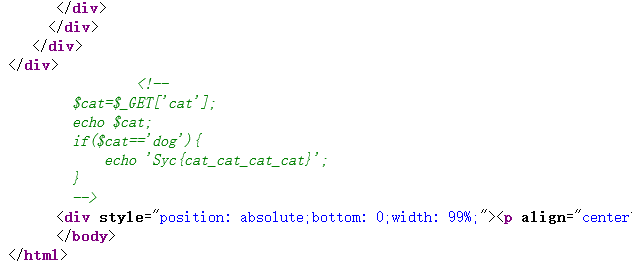 </div>
</div>
</div>
</div>
<!--
$cat=$_GET['cat'];
echo $cat;
if($cat=='dog'){
echo 'Syc{cat_cat_cat_cat}';
}
-->
<div style="position: absolute;bottom: 0;width: 99%;"><p align="center
</body>
</html>